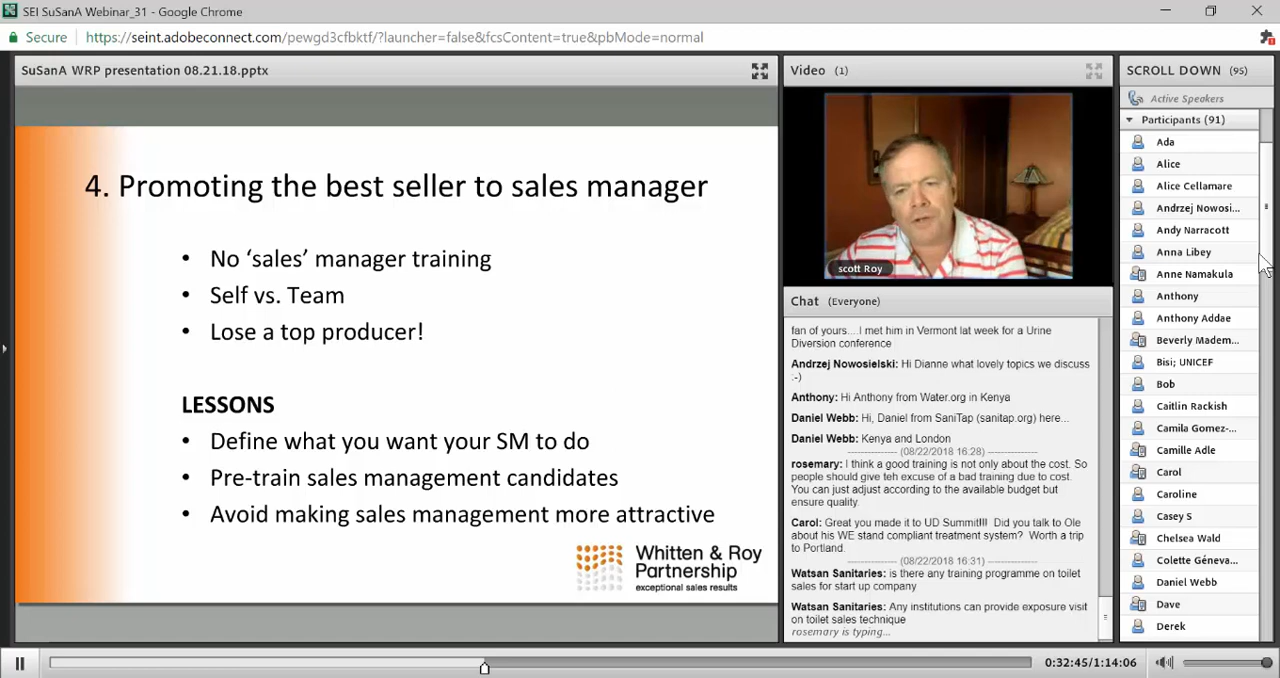 SEI SuSanA Webinar_31 - Google Chrome
Secure
https://seint.adobeconnect.com/pewgd3cfbktf/?launcher=false&fcsContent=true&pbMode=normal
SuSanA WRP presentation 08.21.18.pptx
4. Promoting the best seller to sales manager
• No ‘sales’ manager training
• Self vs. Team
• Lose a top producer!
LESSONS
• Define what you want your SM to do
• Pre-train sales management candidates
• Avoid making sales management more attractive
Whitten & Roy
Partnership
exceptional sales results
Video (1)
scott Roy
Chat (Everyone)
fan of yours....I met him in Vermont lat week for a Urine
Diversion conference
Andrzej Nowosielski: Hi Dianne what lovely topics we discuss
:-)
Anthony: Hi Anthony from Water.org in Kenya
Daniel Webb: Hi, Daniel from SaniTap (sanitap.org) here...
Daniel Webb: Kenya and London
--------------- (08/22/2018 16:28) ---------------
rosemary: I think a good training is not only about the cost. So
people should give teh excuse of a bad training due to cost.
You can just adjust according to the available budget but
ensure quality.
Carol: Great you made it to UD Summit!!! Did you talk to Ole
about his WE stand compliant treatment system? Worth a trip
to Portland.
--------------- (08/22/2018 16:31) ---------------
Watsan Sanitaries: is there any training programme on toilet
sales for start up company
Watsan Sanitaries: Any institutions can provide exposure visit
on toilet sales technique
rosemary is typing...
SCROLL DOWN (95)
Active Speakers
Participants (91)
Ada
Alice
Alice Cellamare
Andrzej Nowosi...
Andy Narracott
Anna Libey
Anne Namakula
Anthony
Anthony Addae
Beverly Madem...
Bisi; UNICEF
Bob
Caitlin Rackish
Camila Gomez-...
Camille Adle
Carol
Caroline
Casey S
Chelsea Wald
Colette Géneva...
Daniel Webb
Dave
Derek
0:32:45/1:14:06